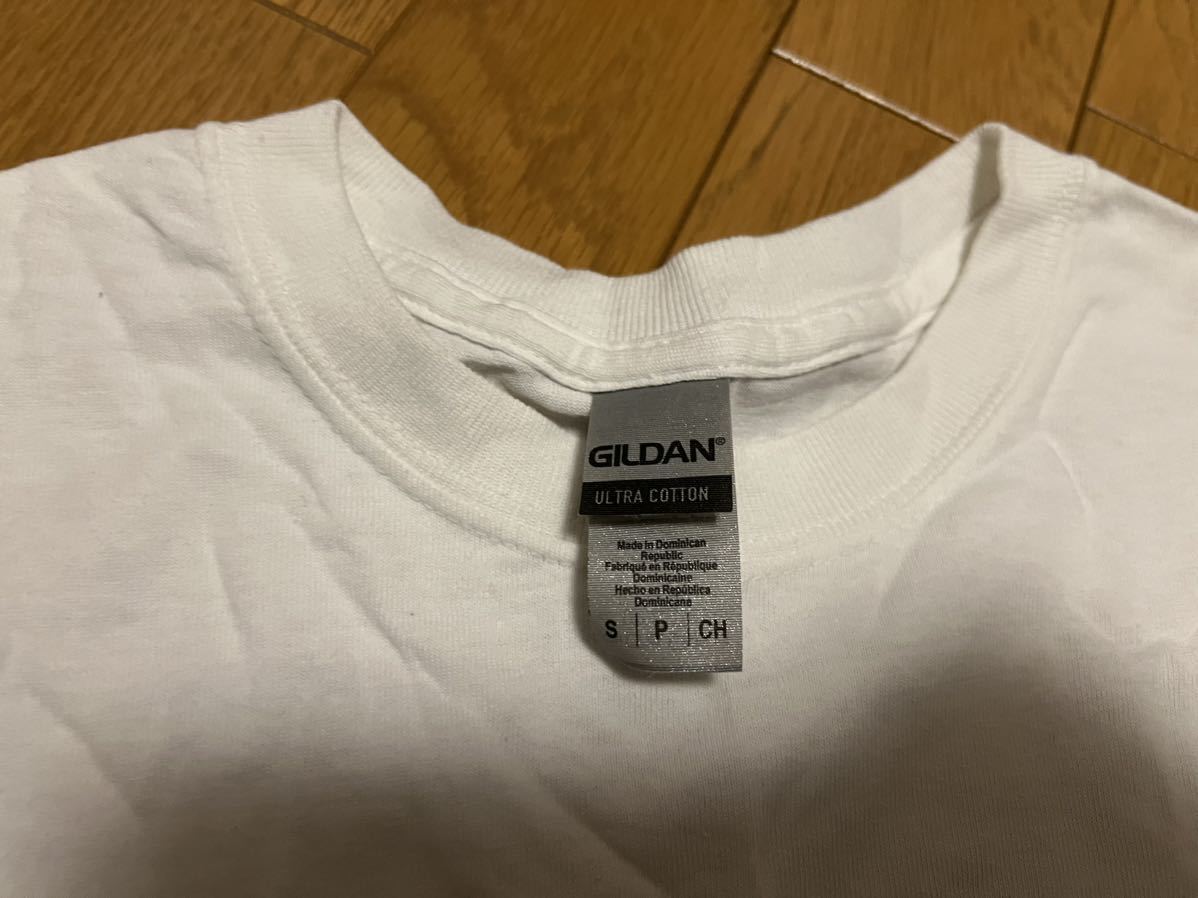 GILDAN®
ULTRA COTTON
Made in Dominican
Republic
Fabriqué en République
Dominicaine
Hecho en República
Dominicana
S | P | CH